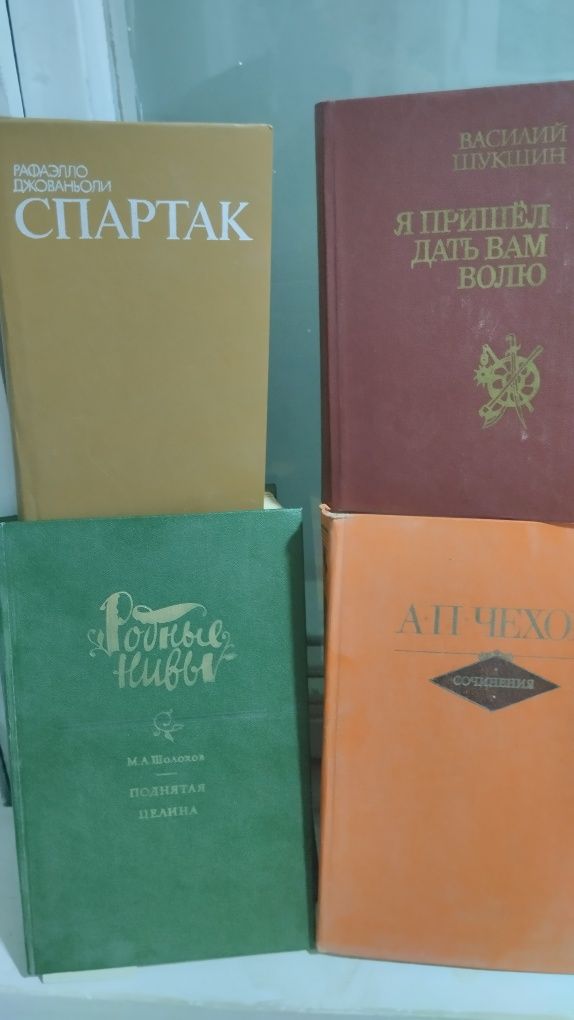 РАФАЭЛЛО
ДЖОВАНЬОЛИ
СПАРТАК
ВАСИЛИЙ
ШУКШИН
Я ПРИШЁЛ
ДАТЬ ВАМ
ВОЛЮ
Родные
нивы
М.А.Шолохов
ПОДНЯТАЯ
ЦЕЛИНА
А·П·ЧЕХО
СОЧИНЕНИЯ